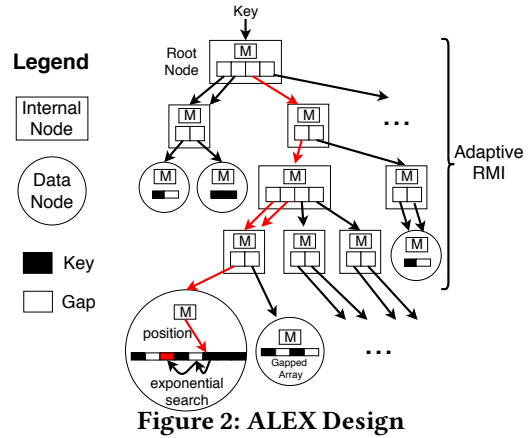 Key
Root
Node
M
Legend
Internal
Node
Data
Node
Key
Gap
M
M
...
Adaptive
RMI
M
M
M
M
M
M
M
M
M
position
M
exponential
search
Gapped
Array
...
Figure 2: ALEX Design